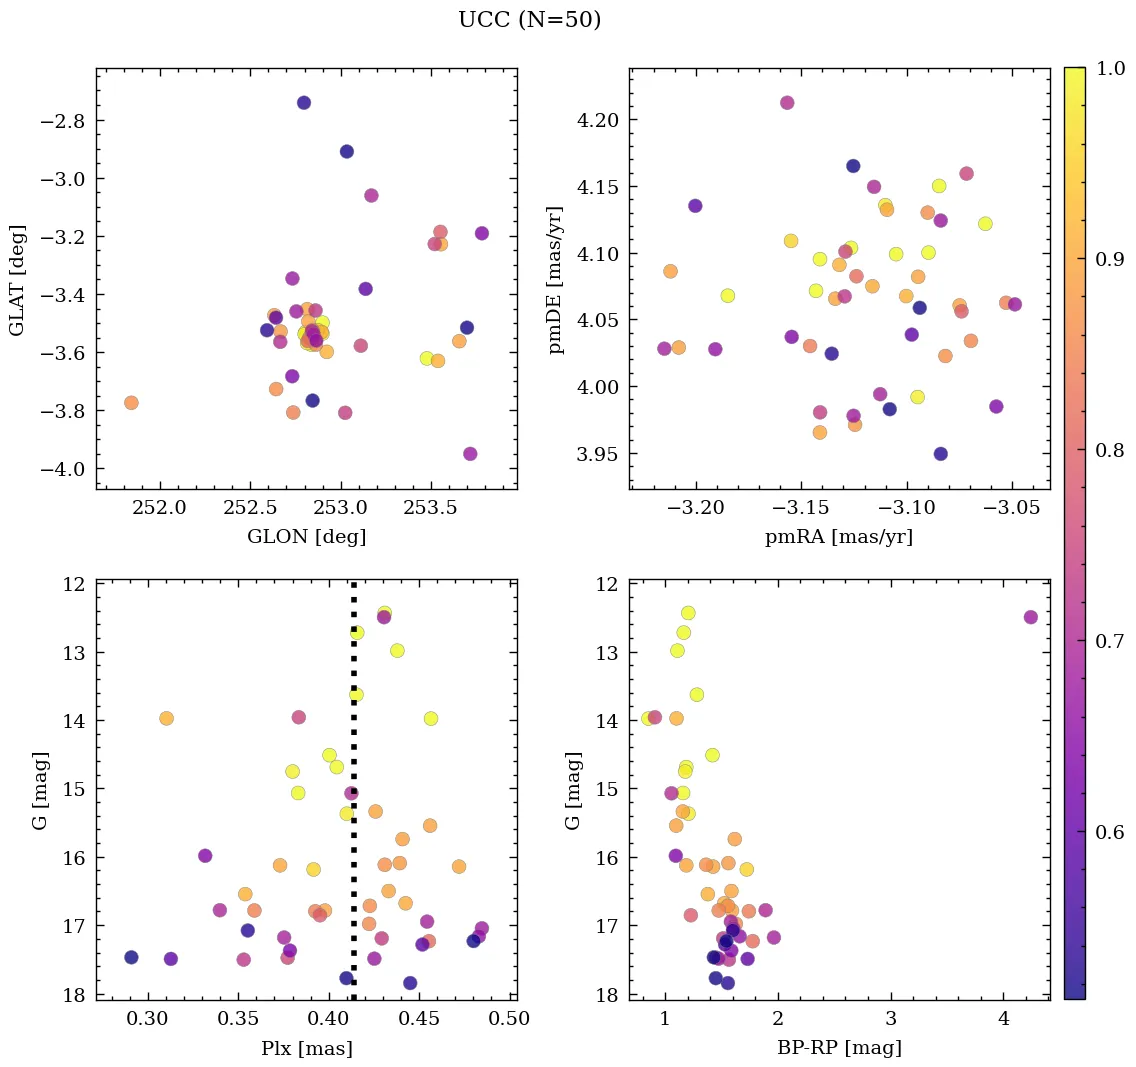 UCC (N=50)
−2.8
−3.0
−3.2
−3.4
−3.6
−3.8
−4.0
GLAT [deg]
252.0 252.5 253.0 253.5
GLON [deg]
4.20
4.15
4.10
4.05
4.00
3.95
pmDE [mas/yr]
−3.20 −3.15 −3.10 −3.05
pmRA [mas/yr]
12
13
14
15
16
17
18
G [mag]
0.30 0.35 0.40 0.45 0.50
Plx [mas]
12
13
14
15
16
17
18
G [mag]
1 2 3 4
BP-RP [mag]
1.0
0.9
0.8
0.7
0.6